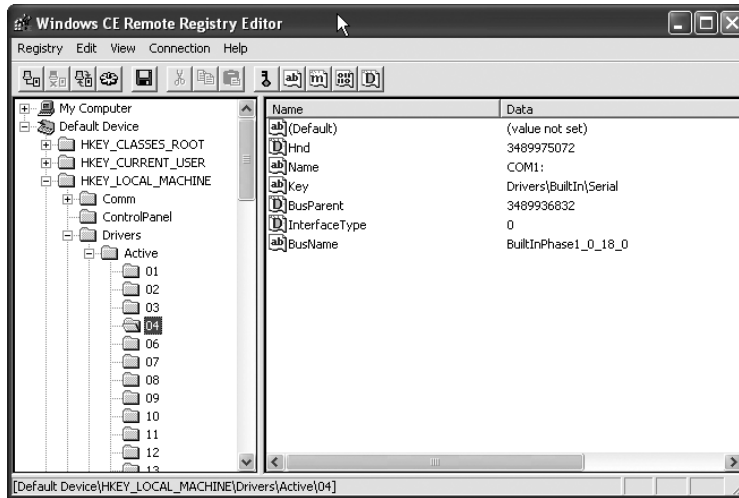 Windows CE Remote Registry Editor
Registry Edit View Connection Help
My Computer
Default Device
HKEY_CLASSES_ROOT
HKEY_CURRENT_USER
HKEY_LOCAL_MACHINE
Comm
ControlPanel
Drivers
Active
01
02
03
04
06
07
08
09
10
11
12
13
Name Data
(Default) (value not set)
Hnd 3489975072
Name COM1:
Key Drivers\BuiltIn\Serial
BusParent 3489936832
InterfaceType 0
BusName BuiltInPhase1_0_18_0
[Default Device\HKEY_LOCAL_MACHINE\Drivers\Active\04]